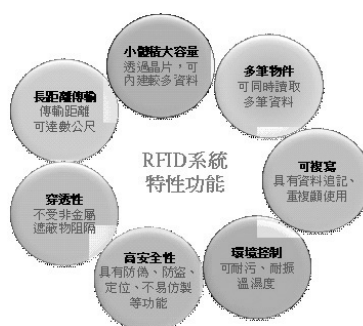 小體積大容量
透過晶片，可
內建較多資料
多筆物件
可同時讀取
多筆資料
可複寫
具有資料追記、
重複顯使用
環境控制
可耐污、耐振
溫濕度
高安全性
具有防偽、防盜、
定位、不易仿製
等功能
穿透性
不受非金屬
遮蔽物阻隔
長距離傳輸
傳輸距離
可達數公尺
RFID系統
特性功能